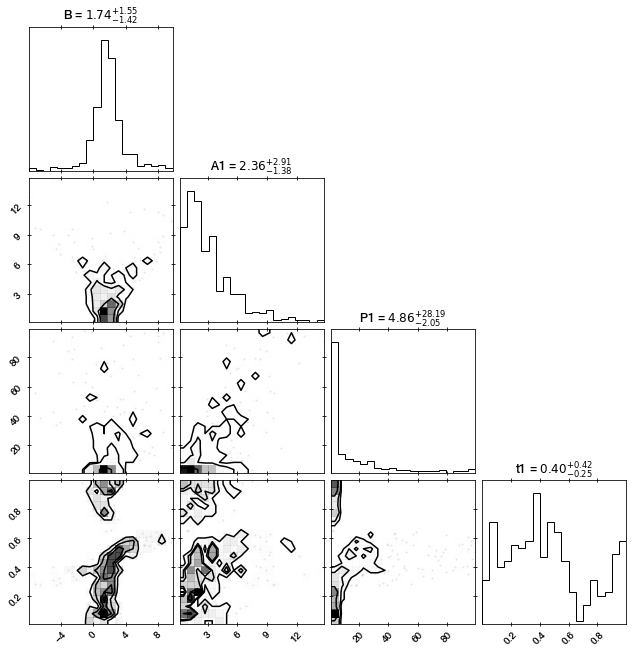 B = 1.74+1.55−1.42
A1 = 2.36+2.91−1.38
12
9
6
3
P1 = 4.86+28.19−2.05
80
60
40
20
t1 = 0.40+0.42−0.25
0.8
0.6
0.4
0.2
−4 0 4 8
3 6 9 12
20 40 60 80
0.2 0.4 0.6 0.8